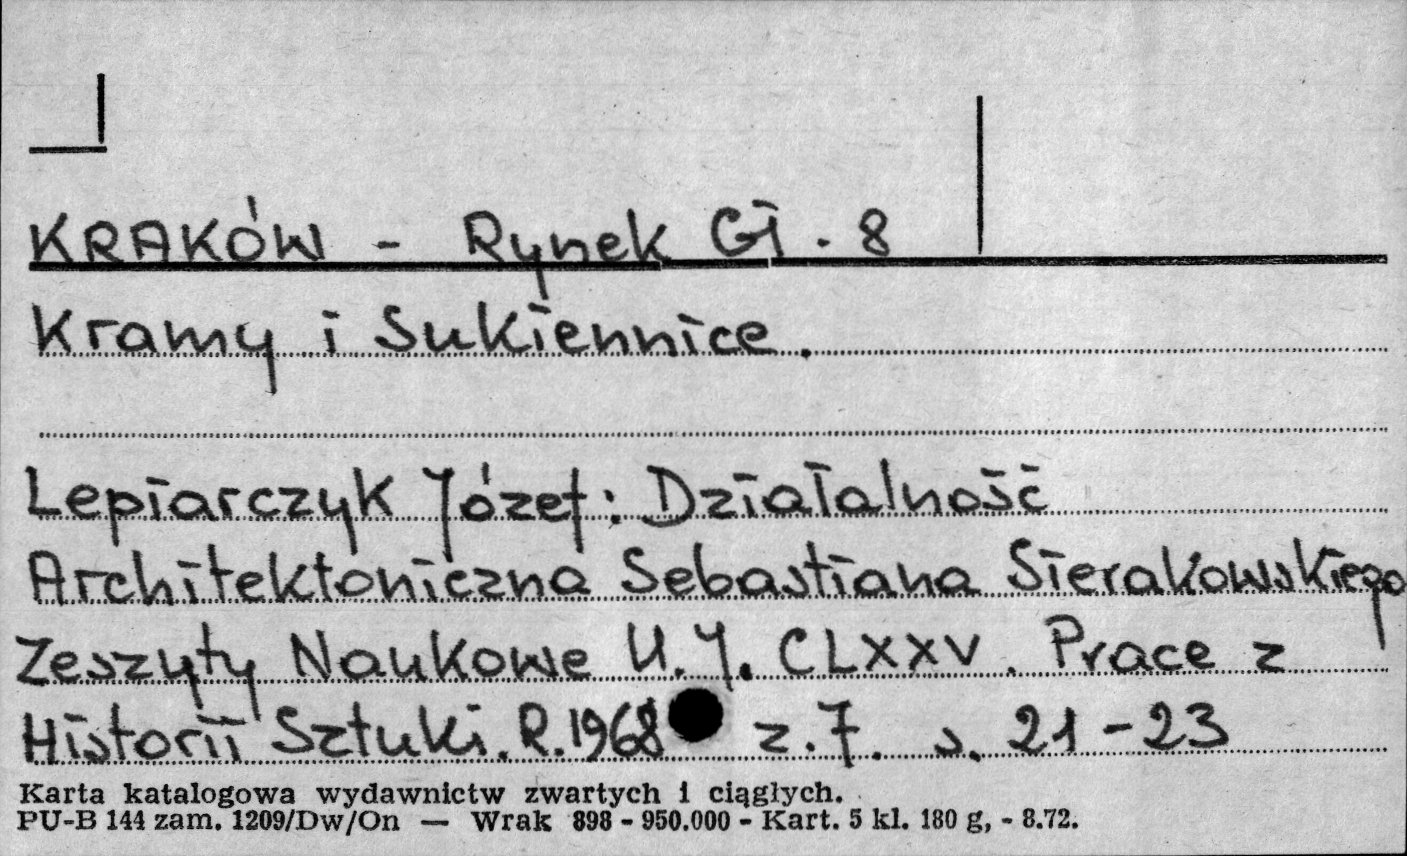 KRAKÓW - Rynek Gł. 8
Kramy i Sukiennice.
Lepiarczyk Józef: Działalność
Architektoniczna Sebastiana Sierakowskiego
Zeszyty Naukowe U.J. CLXXV. Prace z
Historii Sztuki. R.1968 z.7. s. 21-23
Karta katalogowa wydawnictw zwartych i ciągłych.
PU-B 144 zam. 1209/Dw/On — Wrak 898 - 950.000 - Kart. 5 kl. 180 g, - 8.72.